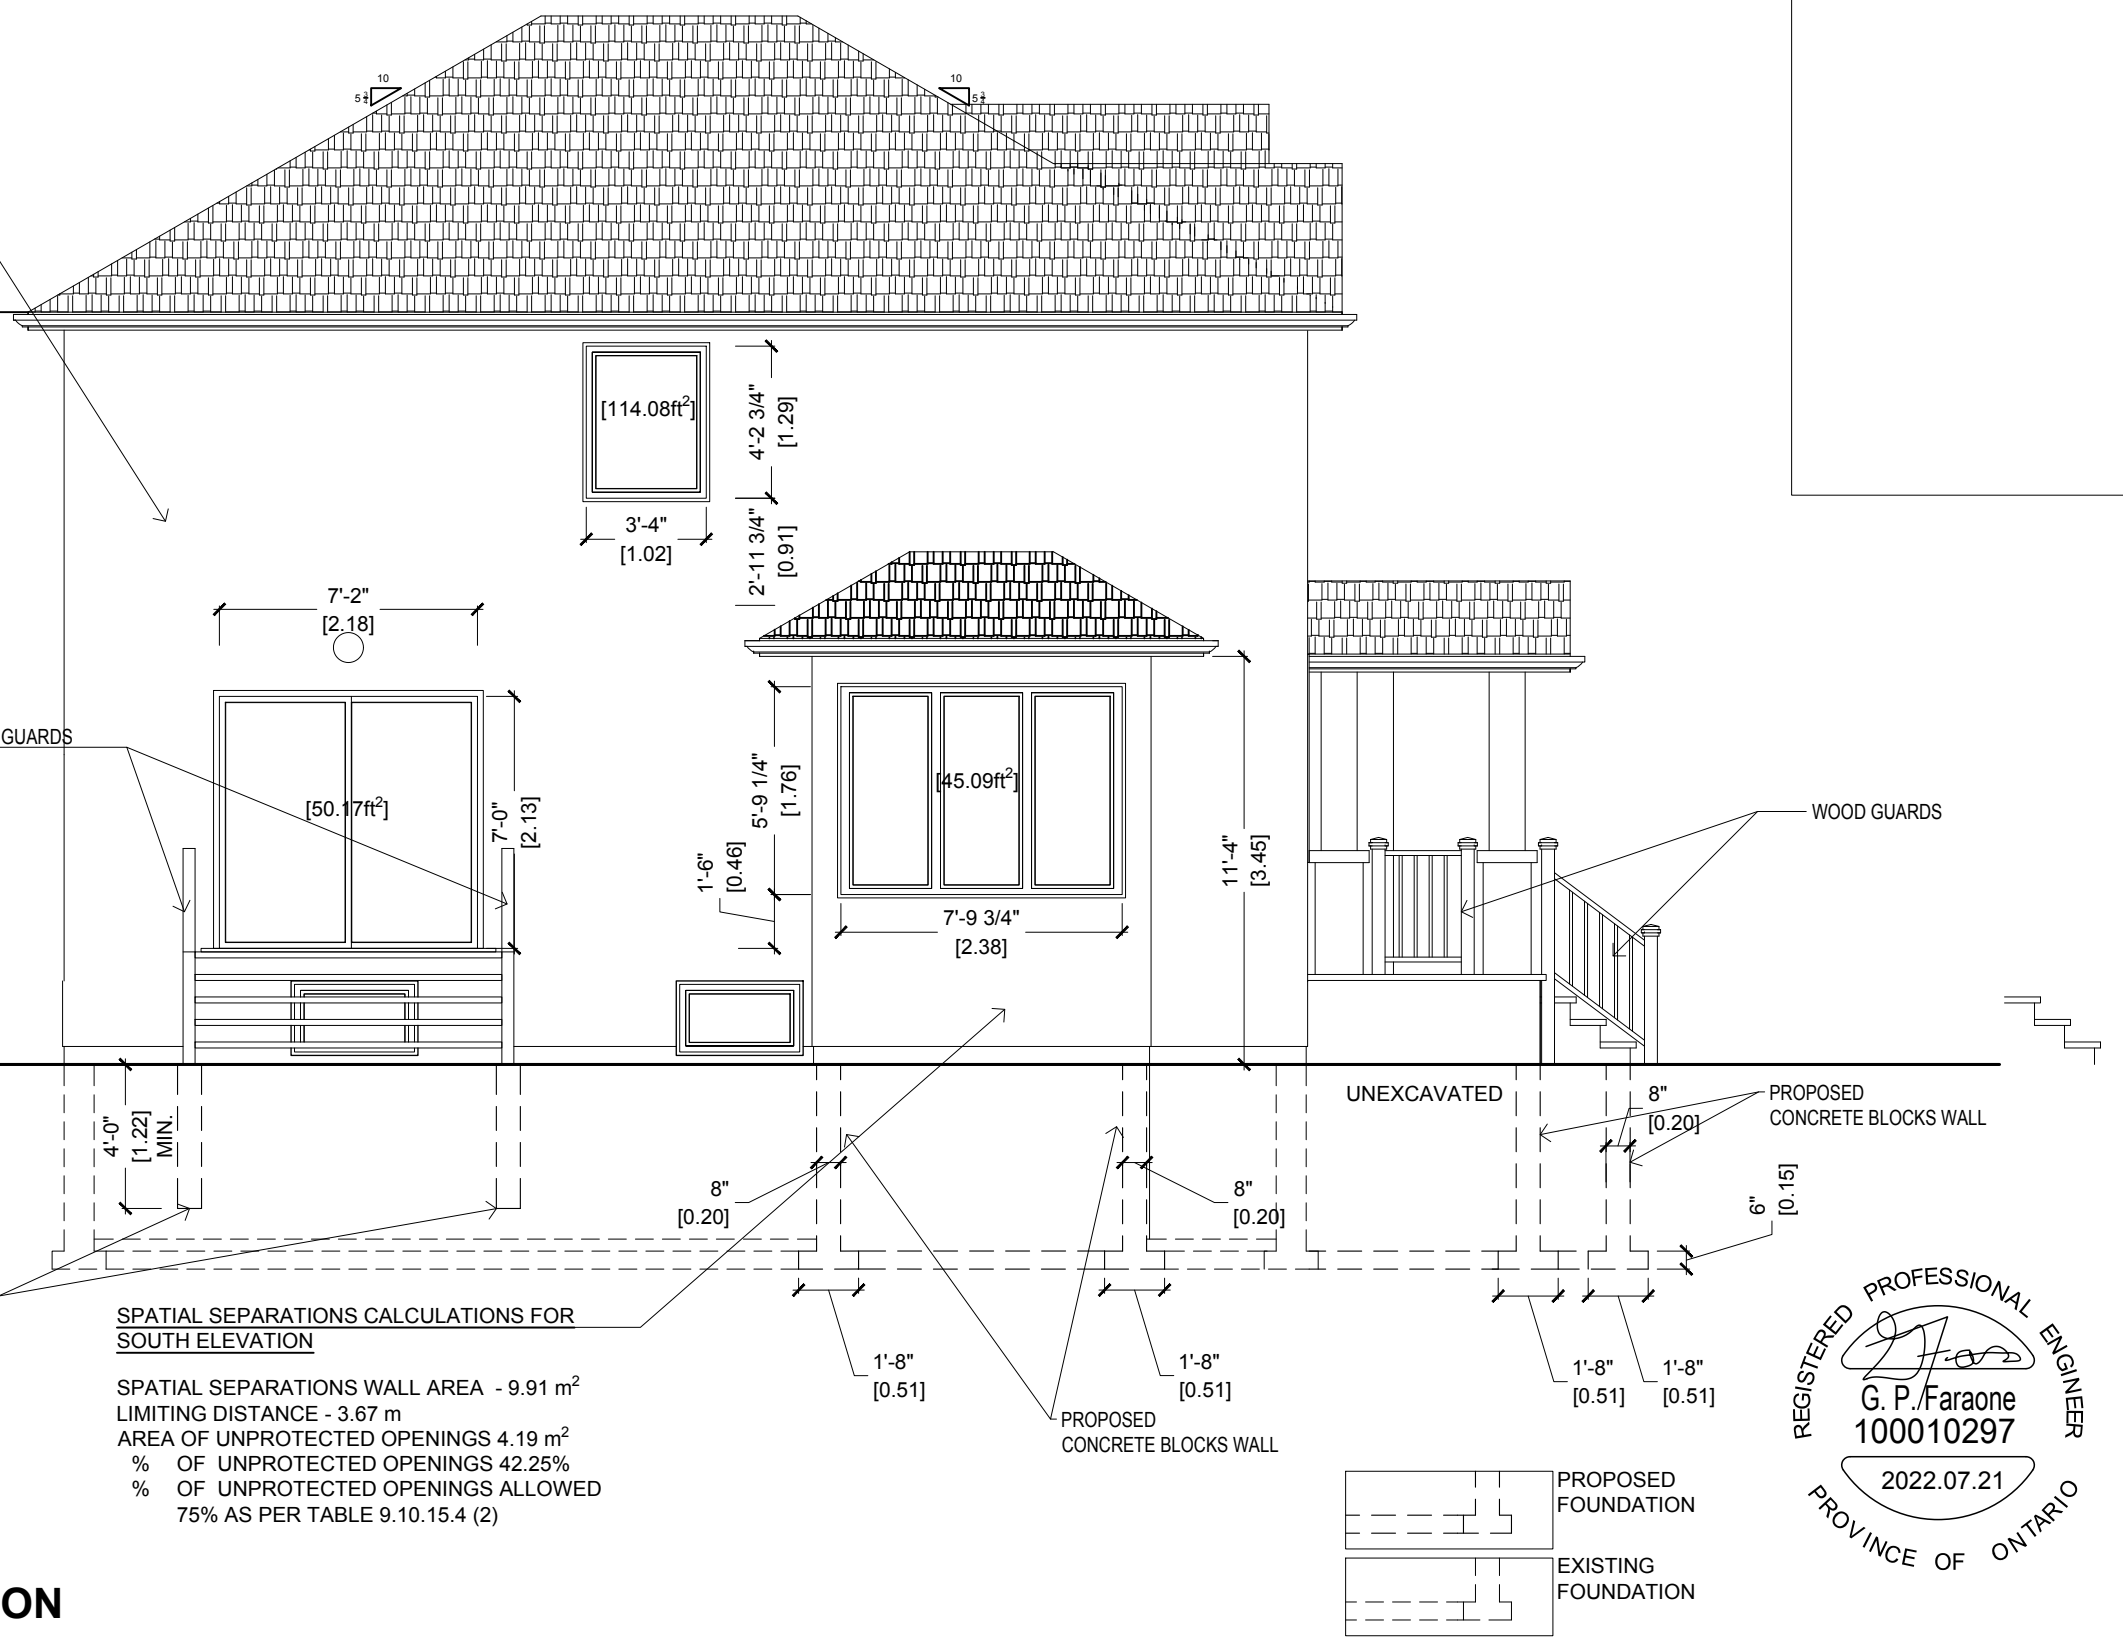 10
5 3/4
10
5 3/4
[114.08ft²]
4'-2 3/4"
[1.29]
3'-4"
[1.02]
2'-11 3/4"
[0.91]
7'-2"
[2.18]
GUARDS
[50.17ft²]
7'-0"
[2.13]
5'-9 1/4"
[1.76]
1'-6"
[0.46]
[45.09ft²]
7'-9 3/4"
[2.38]
11'-4"
[3.45]
WOOD GUARDS
4'-0"
[1.22]
MIN.
UNEXCAVATED
8"
[0.20]
PROPOSED
CONCRETE BLOCKS WALL
8"
[0.20]
8"
[0.20]
6"
[0.15]
SPATIAL SEPARATIONS CALCULATIONS FOR
SOUTH ELEVATION
SPATIAL SEPARATIONS WALL AREA - 9.91 m²
LIMITING DISTANCE - 3.67 m
AREA OF UNPROTECTED OPENINGS 4.19 m²
% OF UNPROTECTED OPENINGS 42.25%
% OF UNPROTECTED OPENINGS ALLOWED
75% AS PER TABLE 9.10.15.4 (2)
1'-8"
[0.51]
1'-8"
[0.51]
1'-8"
[0.51]
1'-8"
[0.51]
PROPOSED
CONCRETE BLOCKS WALL
PROPOSED
FOUNDATION
EXISTING
FOUNDATION
REGISTERED PROFESSIONAL ENGINEER
G. P. Faraone
100010297
2022.07.21
PROVINCE OF ONTARIO
ON